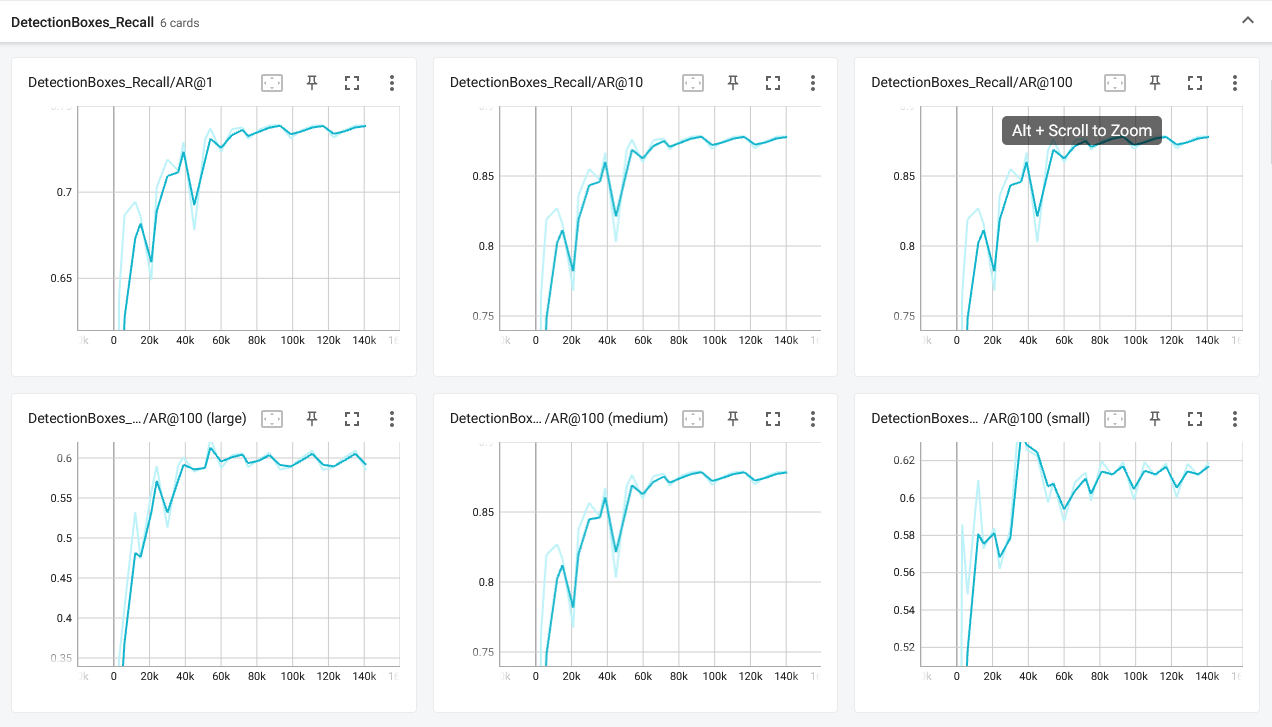 DetectionBoxes_Recall 6 cards
DetectionBoxes_Recall/AR@1
0.7
0.65
0 20k 40k 60k 80k 100k 120k 140k
DetectionBoxes_Recall/AR@10
0.85
0.8
0.75
0 20k 40k 60k 80k 100k 120k 140k
DetectionBoxes_Recall/AR@100
Alt + Scroll to Zoom
0.85
0.8
0.75
0 20k 40k 60k 80k 100k 120k 140k
DetectionBoxes_… /AR@100 (large)
0.6
0.55
0.5
0.45
0.4
0.35
0 20k 40k 60k 80k 100k 120k 140k
DetectionBox… /AR@100 (medium)
0.85
0.8
0.75
0 20k 40k 60k 80k 100k 120k 140k
DetectionBoxes… /AR@100 (small)
0.62
0.6
0.58
0.56
0.54
0.52
0 20k 40k 60k 80k 100k 120k 140k